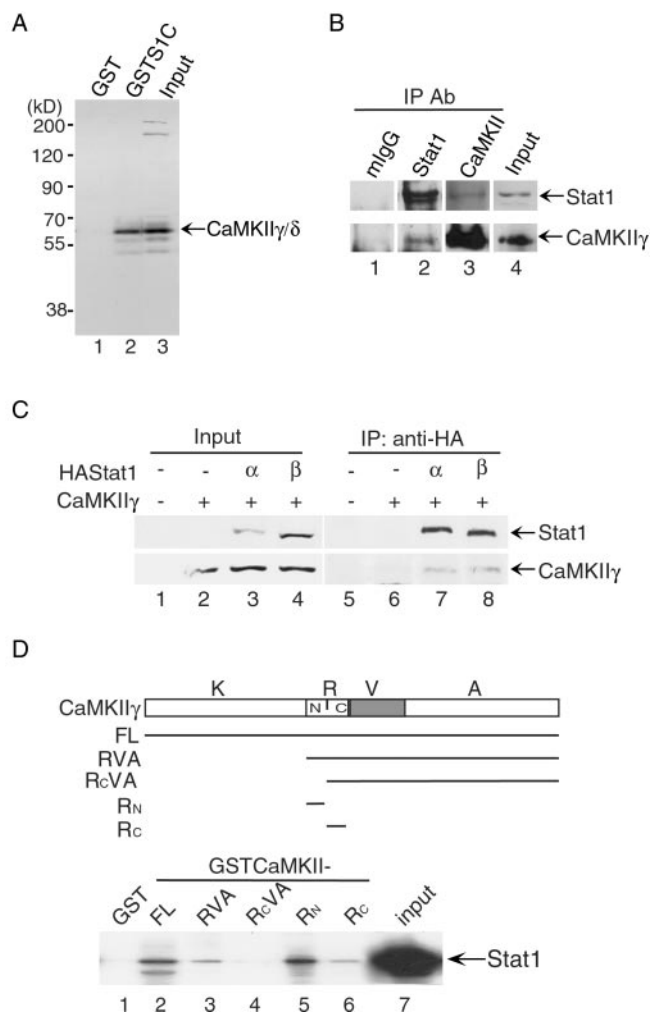 A
GST
GSTS1C
Input
(kD)
200
120
90
70
55
38
CaMKIIγ/δ
1 2 3
B
IP Ab
mIgG
Stat1
CaMKII
Input
Stat1
CaMKIIγ
1 2 3 4
C
Input IP: anti-HA
HAStat1 - - α β - - α β
CaMKIIγ - + + + - + + +
Stat1
CaMKIIγ
1 2 3 4 5 6 7 8
D
K R V A
CaMKIIγ N C
FL
RVA
RCVA
RN
RC
GSTCaMKII-
GST
FL
RVA
RCVA
RN
RC
input
Stat1
1 2 3 4 5 6 7